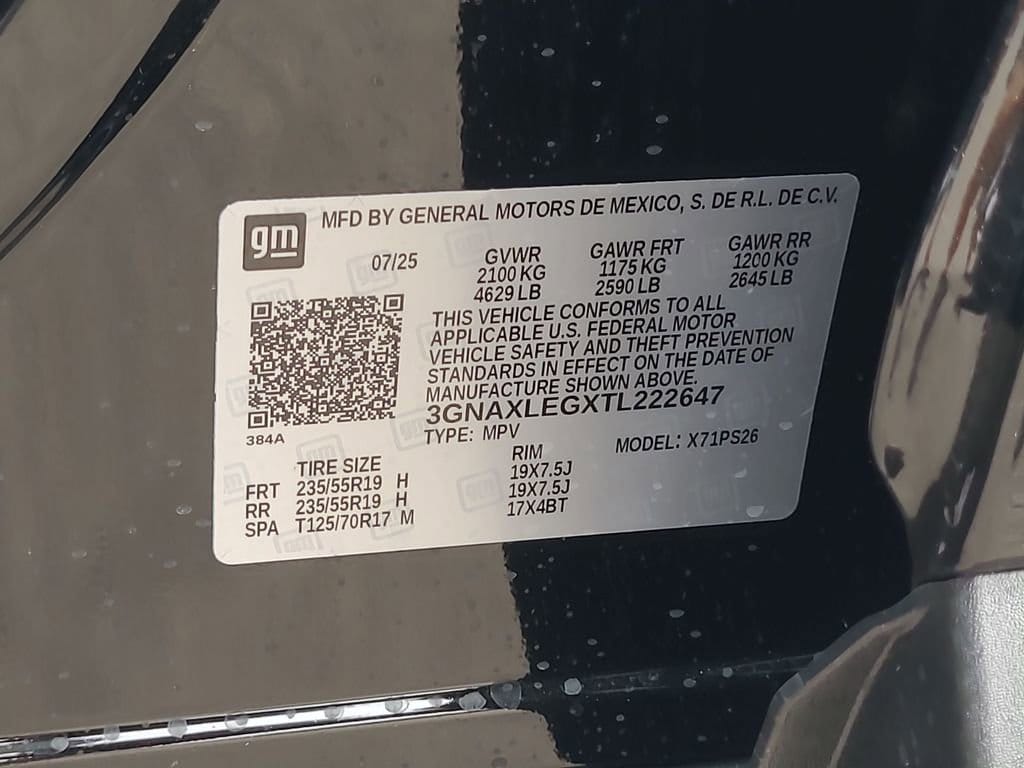 gm
MFD BY GENERAL MOTORS DE MEXICO, S. DE R.L. DE C.V.
07/25
GVWR GAWR FRT GAWR RR
2100 KG 1175 KG 1200 KG
4629 LB 2590 LB 2645 LB
THIS VEHICLE CONFORMS TO ALL
APPLICABLE U.S. FEDERAL MOTOR
VEHICLE SAFETY AND THEFT PREVENTION
STANDARDS IN EFFECT ON THE DATE OF
MANUFACTURE SHOWN ABOVE.
3GNAXLEGXTL222647
384A
TYPE: MPV MODEL: X71PS26
TIRE SIZE RIM
FRT 235/55R19 H 19X7.5J
RR 235/55R19 H 19X7.5J
SPA T125/70R17 M 17X4BT